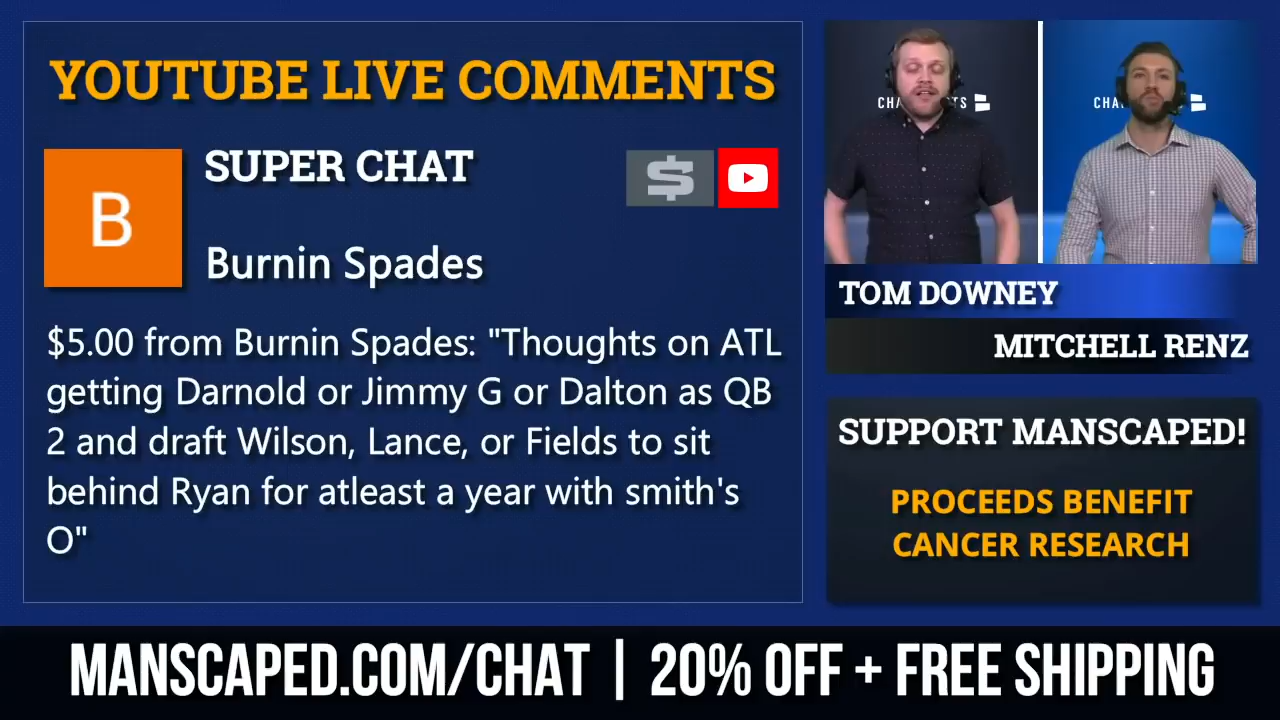 YOUTUBE LIVE COMMENTS
B
SUPER CHAT
$
Burnin Spades
$5.00 from Burnin Spades: "Thoughts on ATL
getting Darnold or Jimmy G or Dalton as QB
2 and draft Wilson, Lance, or Fields to sit
behind Ryan for atleast a year with smith's
O"
TOM DOWNEY
MITCHELL RENZ
SUPPORT MANSCAPED!
PROCEEDS BENEFIT
CANCER RESEARCH
MANSCAPED.COM/CHAT | 20% OFF + FREE SHIPPING